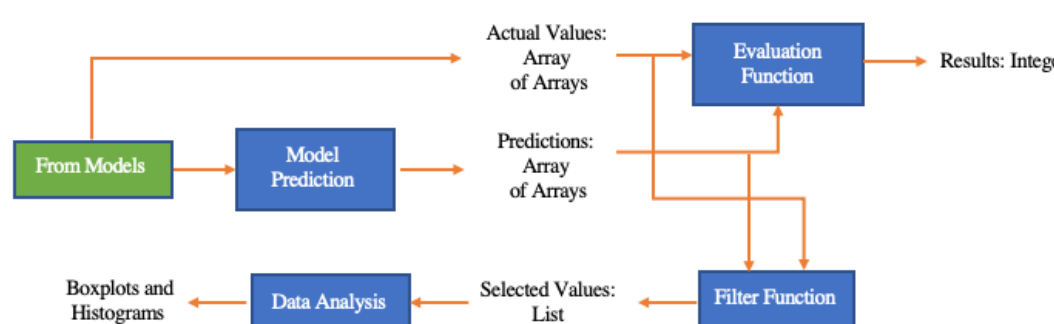 Actual Values:
Array
of Arrays
Evaluation
Function
Results:
From Models
Model
Prediction
Predictions:
Array
of Arrays
Boxplots and
Histograms
Data Analysis
Selected Values:
List
Filter Function